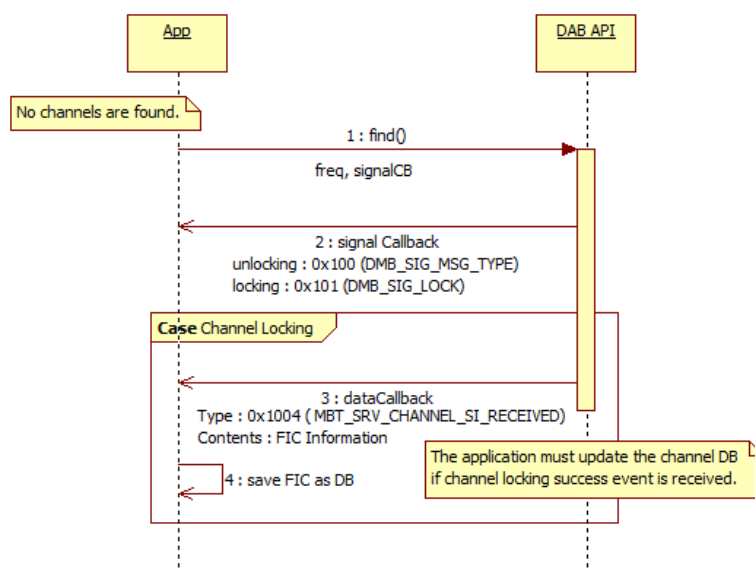 App
DAB API
No channels are found.
1 : find()
freq, signalCB
2 : signal Callback
unlocking : 0x100 (DMB_SIG_MSG_TYPE)
locking : 0x101 (DMB_SIG_LOCK)
Case Channel Locking
3 : dataCallback
Type : 0x1004 ( MBT_SRV_CHANNEL_SI_RECEIVED)
Contents : FIC Information
The application must update the channel DB
if channel locking success event is received.
4 : save FIC as DB